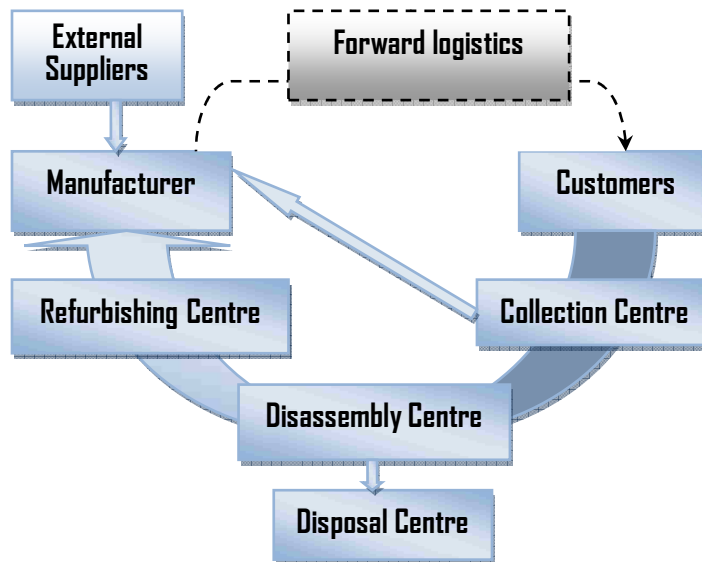 External
Suppliers
Forward logistics
Manufacturer
Customers
Refurbishing Centre
Collection Centre
Disassembly Centre
Disposal Centre